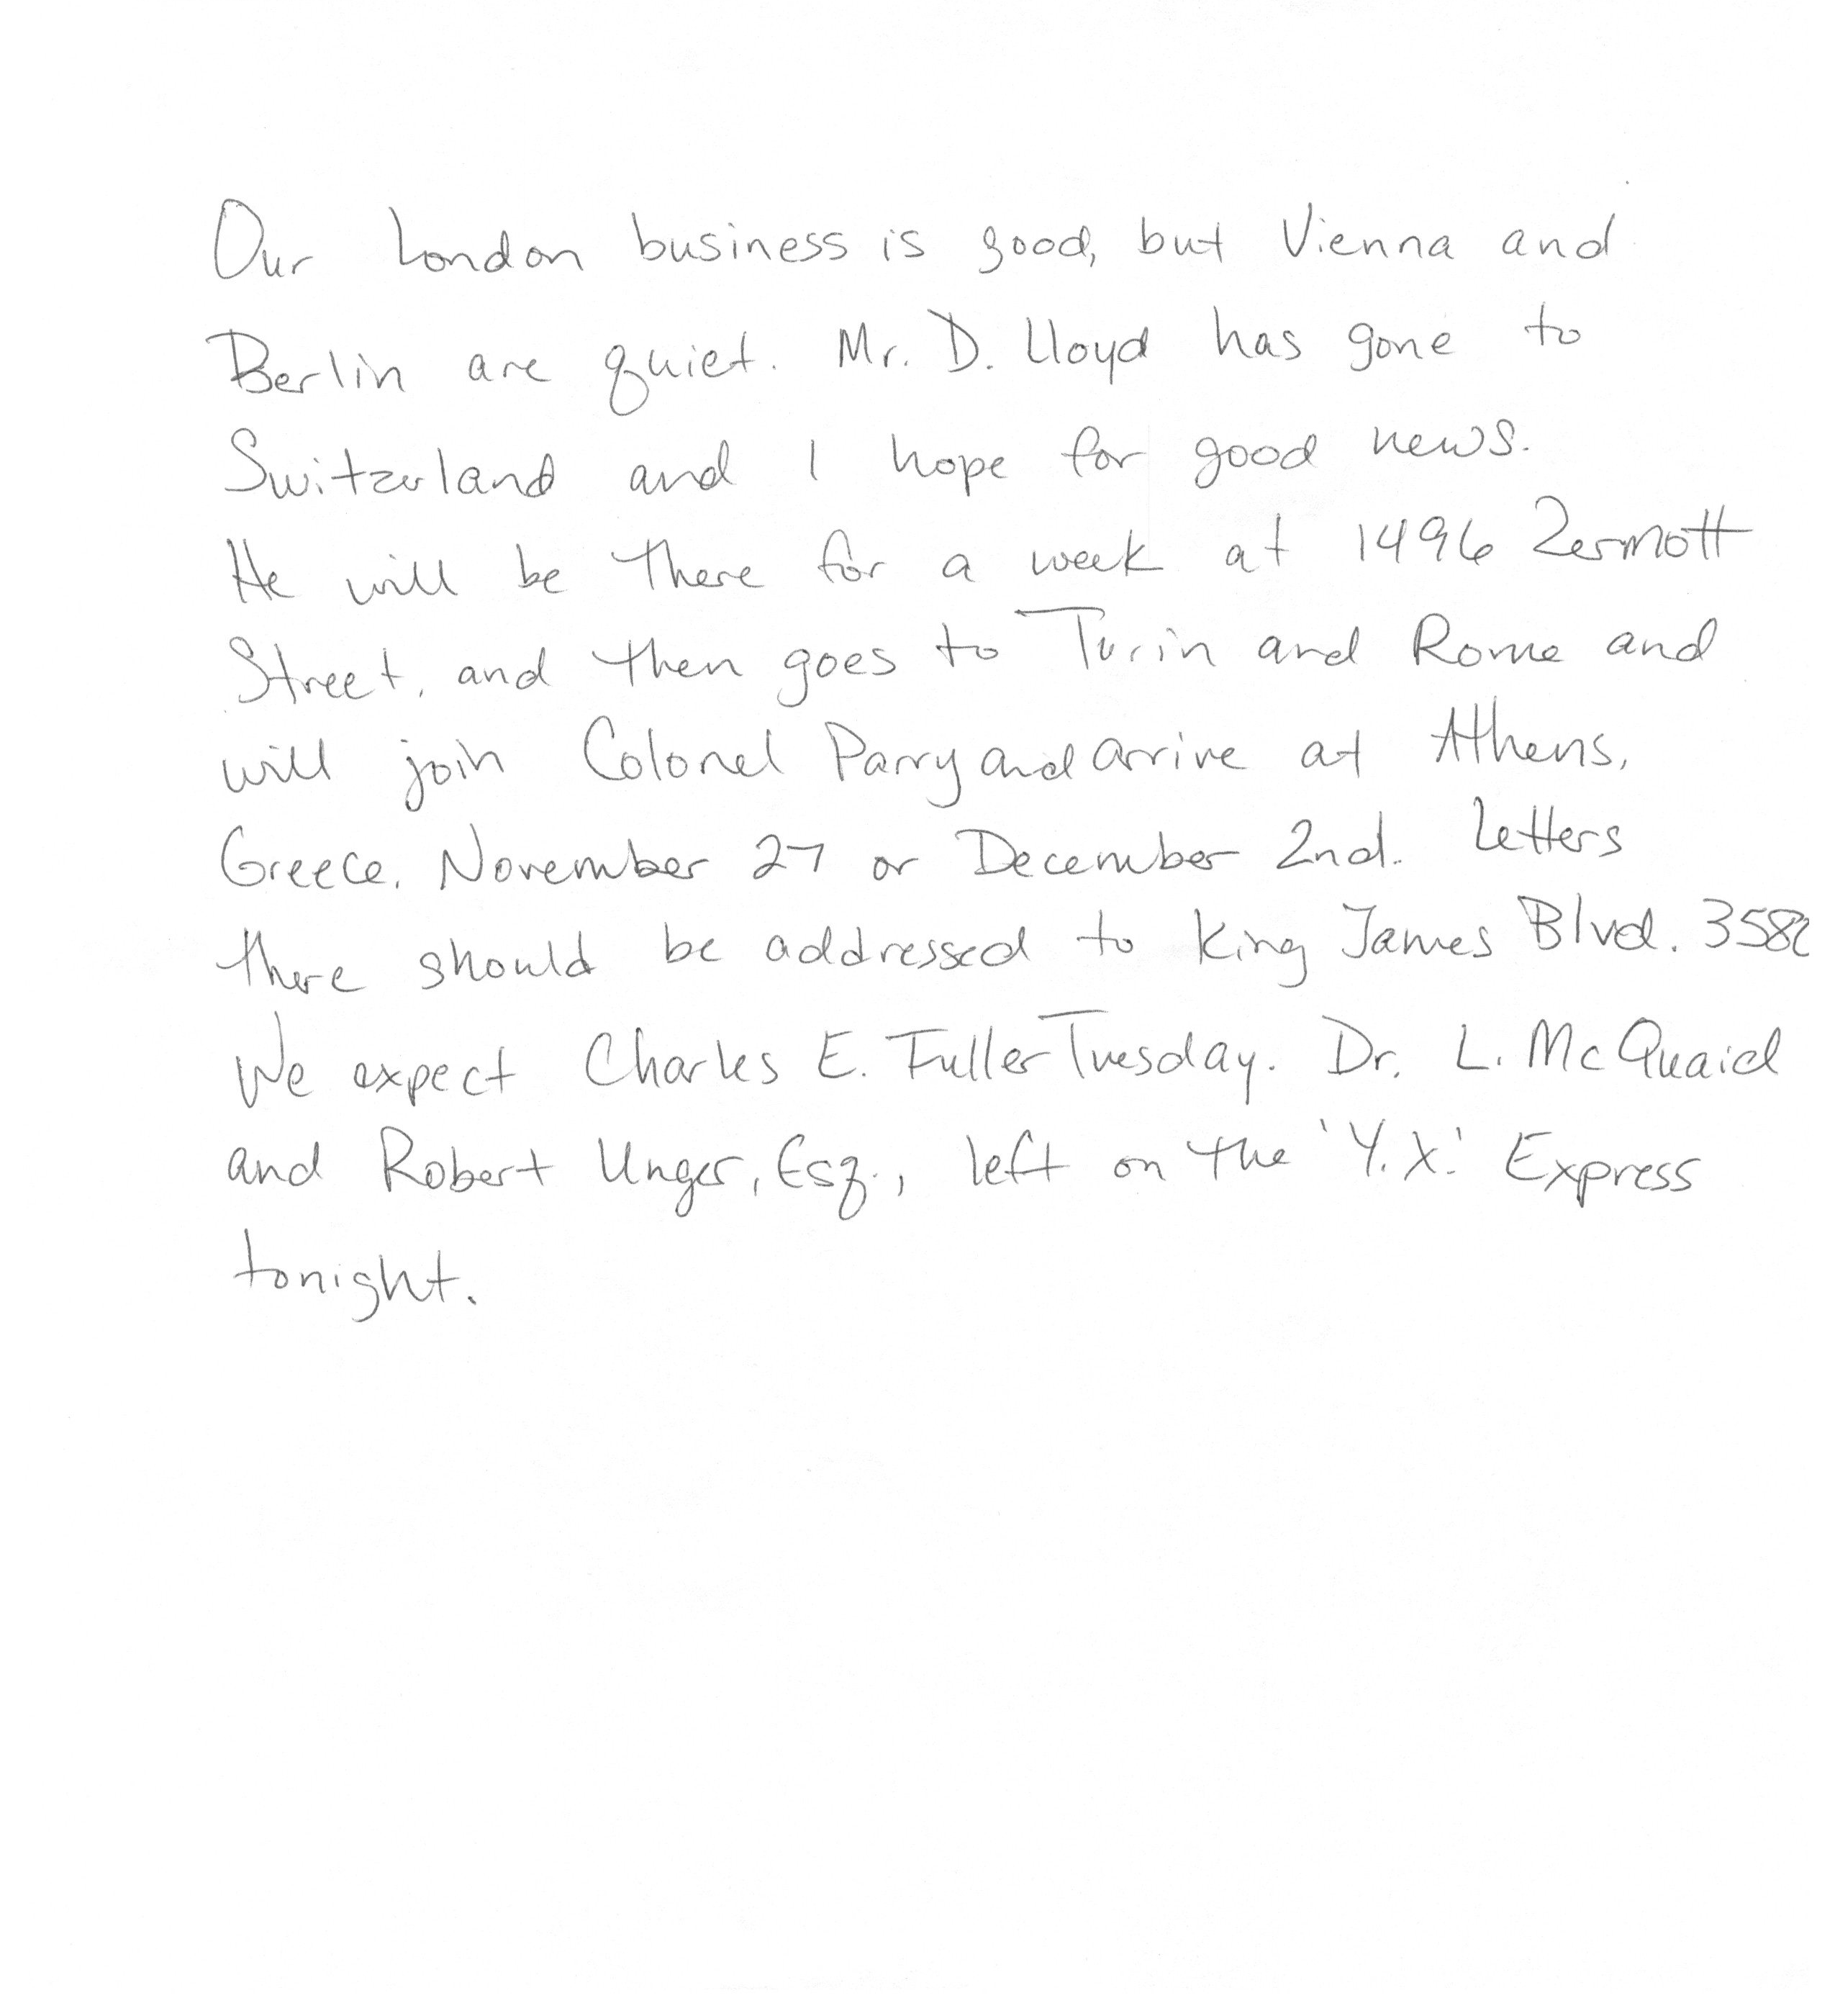 Our London business is good, but Vienna and
Berlin are quiet. Mr. D. Lloyd has gone to
Switzerland and I hope for good news.
He will be there for a week at 1496 Zermott
Street, and then goes to Turin and Rome and
will join Colonel Parry and arrive at Athens,
Greece, November 27 or December 2nd. Letters
there should be addressed to King James Blvd.
We expect Charles E. Fuller Tuesday. Dr. L. McQuaid
and Robert Unger, Esq., left on the 'Y.X.' Express
tonight.